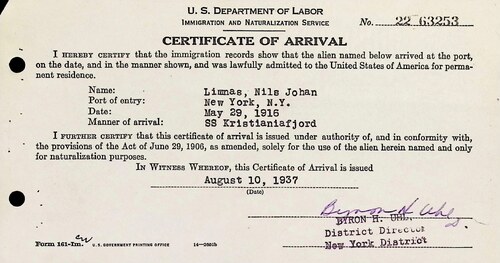 U. S. DEPARTMENT OF LABOR
IMMIGRATION AND NATURALIZATION SERVICE
No. 22 63253
CERTIFICATE OF ARRIVAL
I HEREBY CERTIFY that the immigration records show that the alien named below arrived at the port,
on the date, and in the manner shown, and was lawfully admitted to the United States of America for perma-
nent residence.
Name: Limnas, Nils Johan
Port of entry: New York, N.Y.
Date: May 29, 1916
Manner of arrival: SS Kristianiafjord
I FURTHER CERTIFY that this certificate of arrival is issued under authority of, and in conformity with,
the provisions of the Act of June 29, 1906, as amended, solely for the use of the alien herein named and only
for naturalization purposes.
IN WITNESS WHEREOF, this Certificate of Arrival is issued
August 10, 1937
(Date)
Byron H. Uhl
BYRON H. UHL
District Director
New York District
Form 161-Im. U. S. GOVERNMENT PRINTING OFFICE